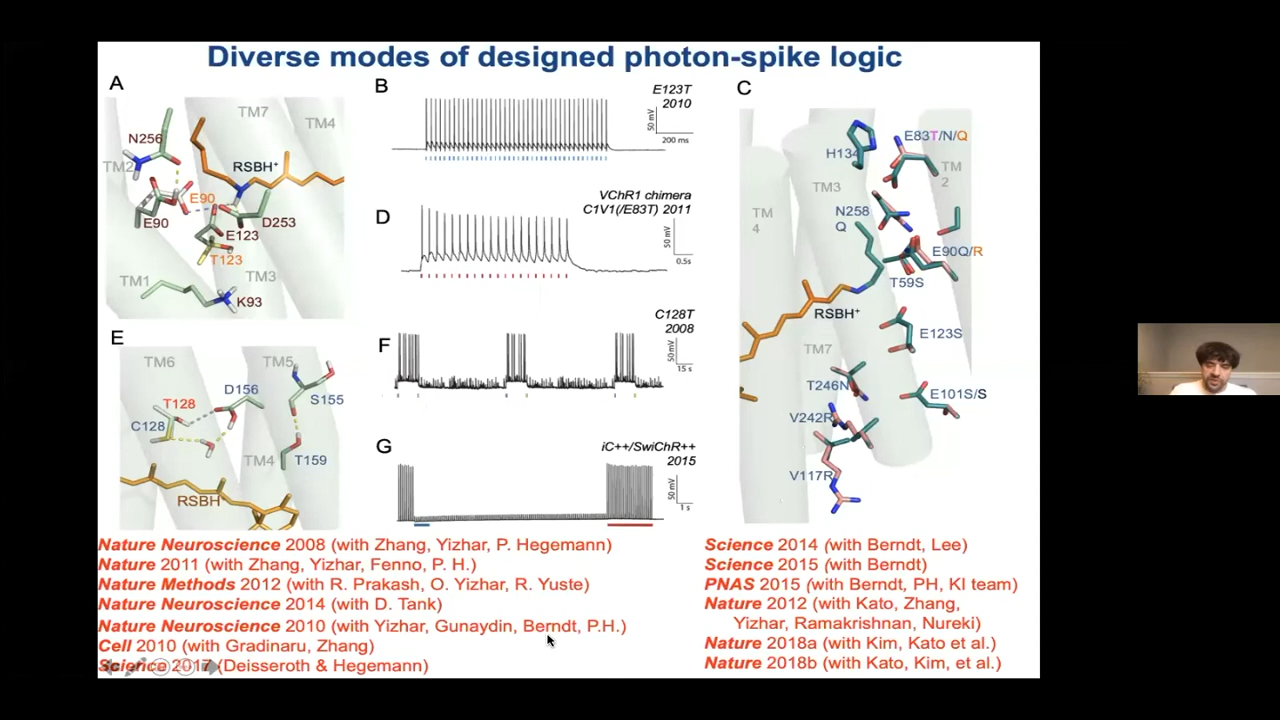 Diverse modes of designed photon-spike logic
A
TM7
TM4
N256
TM2
RSBH+
E90
E90
D253
E123
T123
TM1
TM3
K93
B
E123T
2010
50 mV
200 ms
D
VChR1 chimera
C1V1(/E83T) 2011
50 mV
0.5s
C
E83T/N/Q
H134
TM
2
TM3
TM
4
N258
Q
E90Q/R
T59S
RSBH+
E123S
TM7
T246N
E101S/S
V242R
V117R
E
TM6
TM5
D156
S155
T128
C128
TM4
T159
RSBH
F
C128T
2008
50 mV
15 s
G
iC++/SwiChR++
2015
50 mV
1 s
Nature Neuroscience 2008 (with Zhang, Yizhar, P. Hegemann)
Nature 2011 (with Zhang, Yizhar, Fenno, P. H.)
Nature Methods 2012 (with R. Prakash, O. Yizhar, R. Yuste)
Nature Neuroscience 2014 (with D. Tank)
Nature Neuroscience 2010 (with Yizhar, Gunaydin, Berndt, P.H.)
Cell 2010 (with Gradinaru, Zhang)
Science 2017 (Deisseroth & Hegemann)
Science 2014 (with Berndt, Lee)
Science 2015 (with Berndt)
PNAS 2015 (with Berndt, PH, KI team)
Nature 2012 (with Kato, Zhang,
Yizhar, Ramakrishnan, Nureki)
Nature 2018a (with Kim, Kato et al.)
Nature 2018b (with Kato, Kim, et al.)